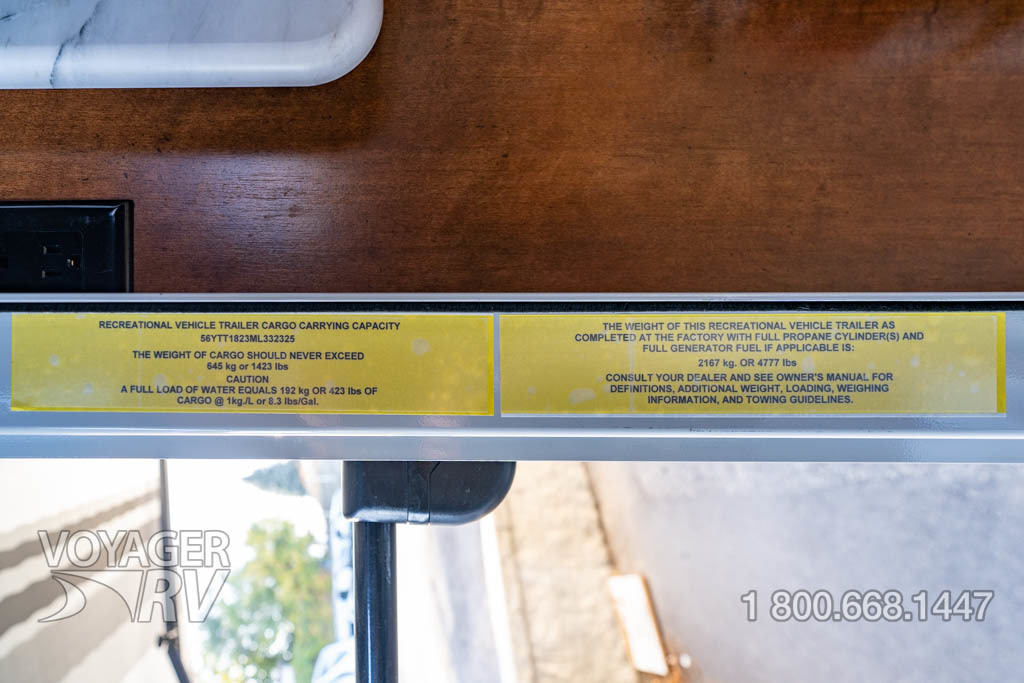 RECREATIONAL VEHICLE TRAILER CARGO CARRYING CAPACITY
56YTT1823ML332325
THE WEIGHT OF CARGO SHOULD NEVER EXCEED
645 kg or 1423 lbs
CAUTION
A FULL LOAD OF WATER EQUALS 192 kg OR 423 lbs OF
CARGO @ 1kg./L or 8.3 lbs/Gal.
THE WEIGHT OF THIS RECREATIONAL VEHICLE TRAILER AS
COMPLETED AT THE FACTORY WITH FULL PROPANE CYLINDER(S) AND
FULL GENERATOR FUEL IF APPLICABLE IS:
2167 kg. OR 4777 lbs
CONSULT YOUR DEALER AND SEE OWNER'S MANUAL FOR
DEFINITIONS, ADDITIONAL WEIGHT, LOADING, WEIGHING
INFORMATION, AND TOWING GUIDELINES.
VOYAGER
RV
1 800.668.1447